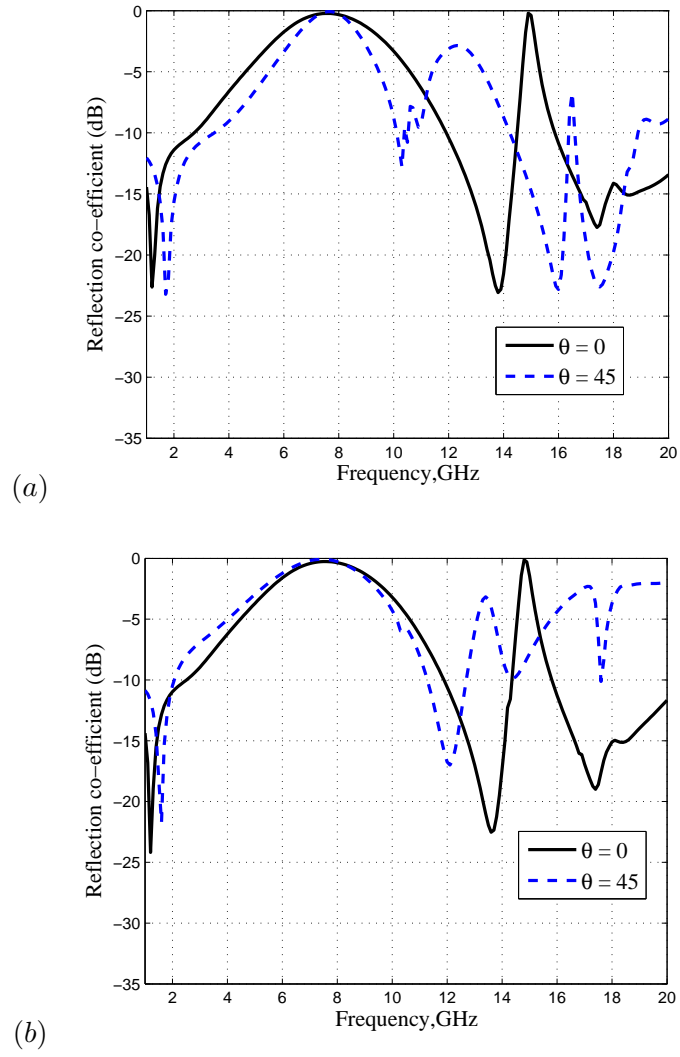 0
−5
−10
−15
−20
−25
−30
−35
Reflection co−efficient (dB)
θ = 0
θ = 45
2 4 6 8 10 12 14 16 18 20
Frequency,GHz
(a)
0
−5
−10
−15
−20
−25
−30
−35
Reflection co−efficient (dB)
θ = 0
θ = 45
2 4 6 8 10 12 14 16 18 20
Frequency,GHz
(b)